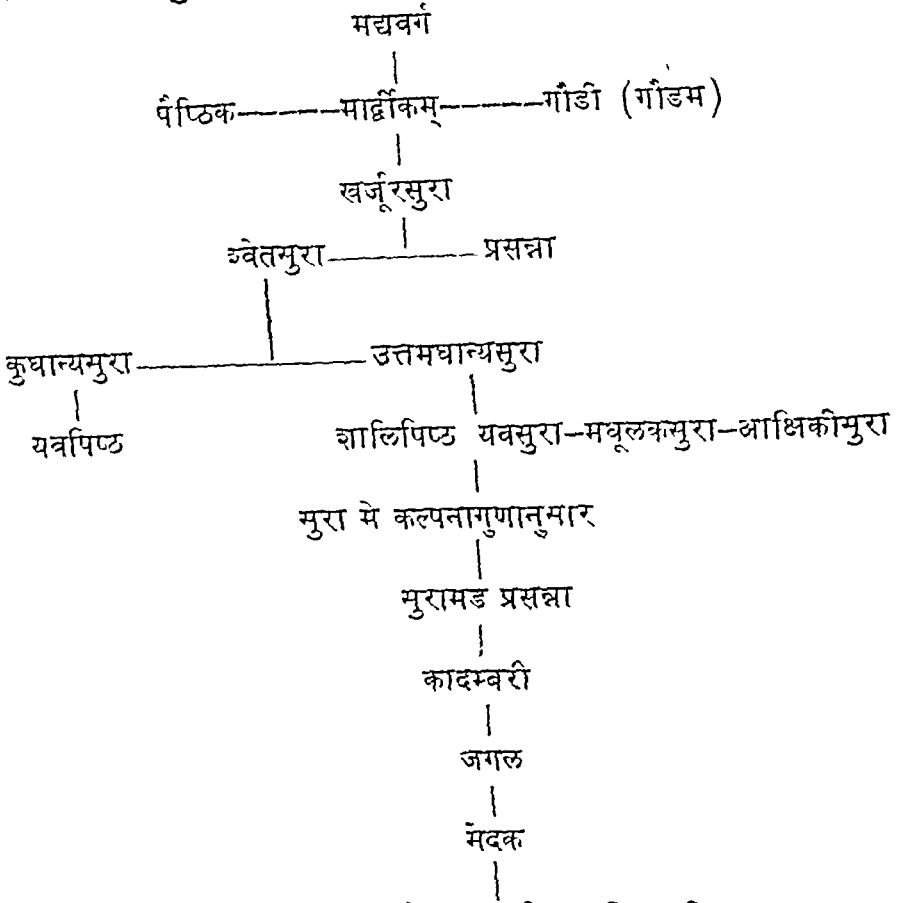 मद्यवर्ग
पैष्ठिक मार्द्वीकम् गौडी (गौडम)
खर्जूरसुरा
श्वेतसुरा प्रसन्ना
कुधान्यसुरा उत्तमधान्यसुरा
यवपिष्ठ शालिपिष्ठ यवसुरा–मधूलकसुरा–आक्षिकीसुरा
सुरा मे कल्पनागुणानुसार
सुरामड प्रसन्ना
कादम्बरी
जगल
मेदक